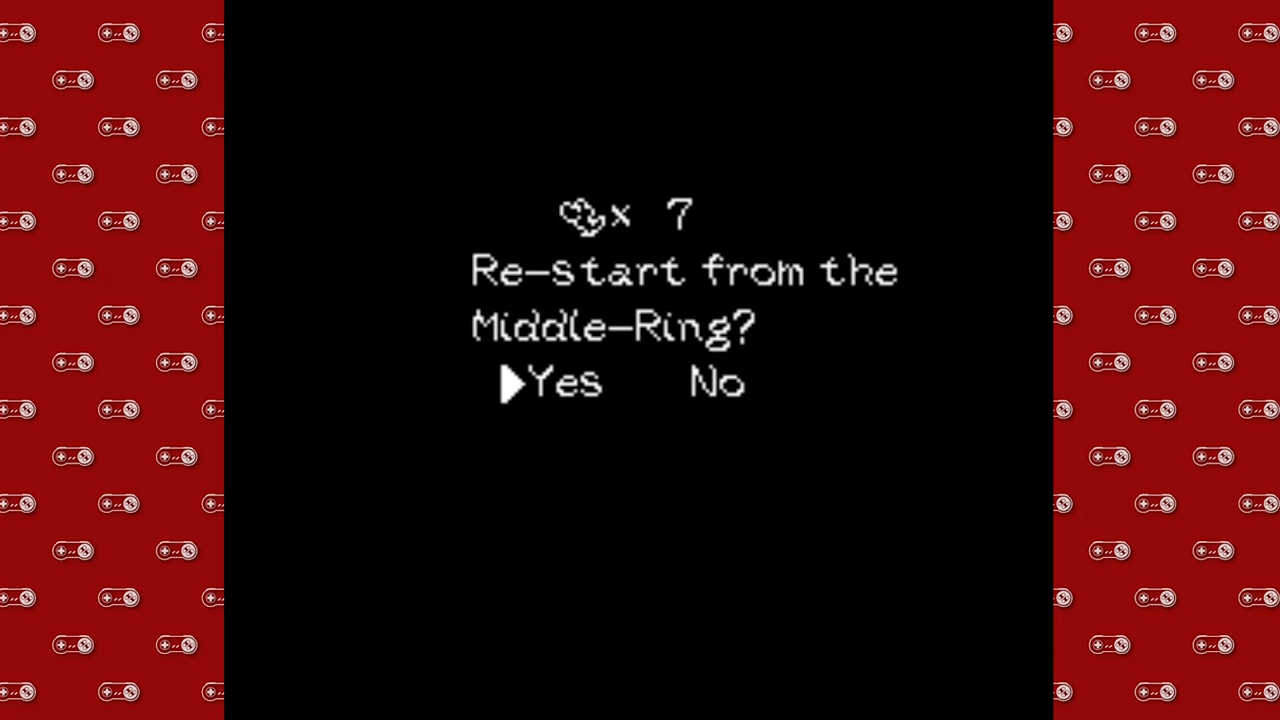 x 7
Re-start from the
Middle-Ring?
Yes No